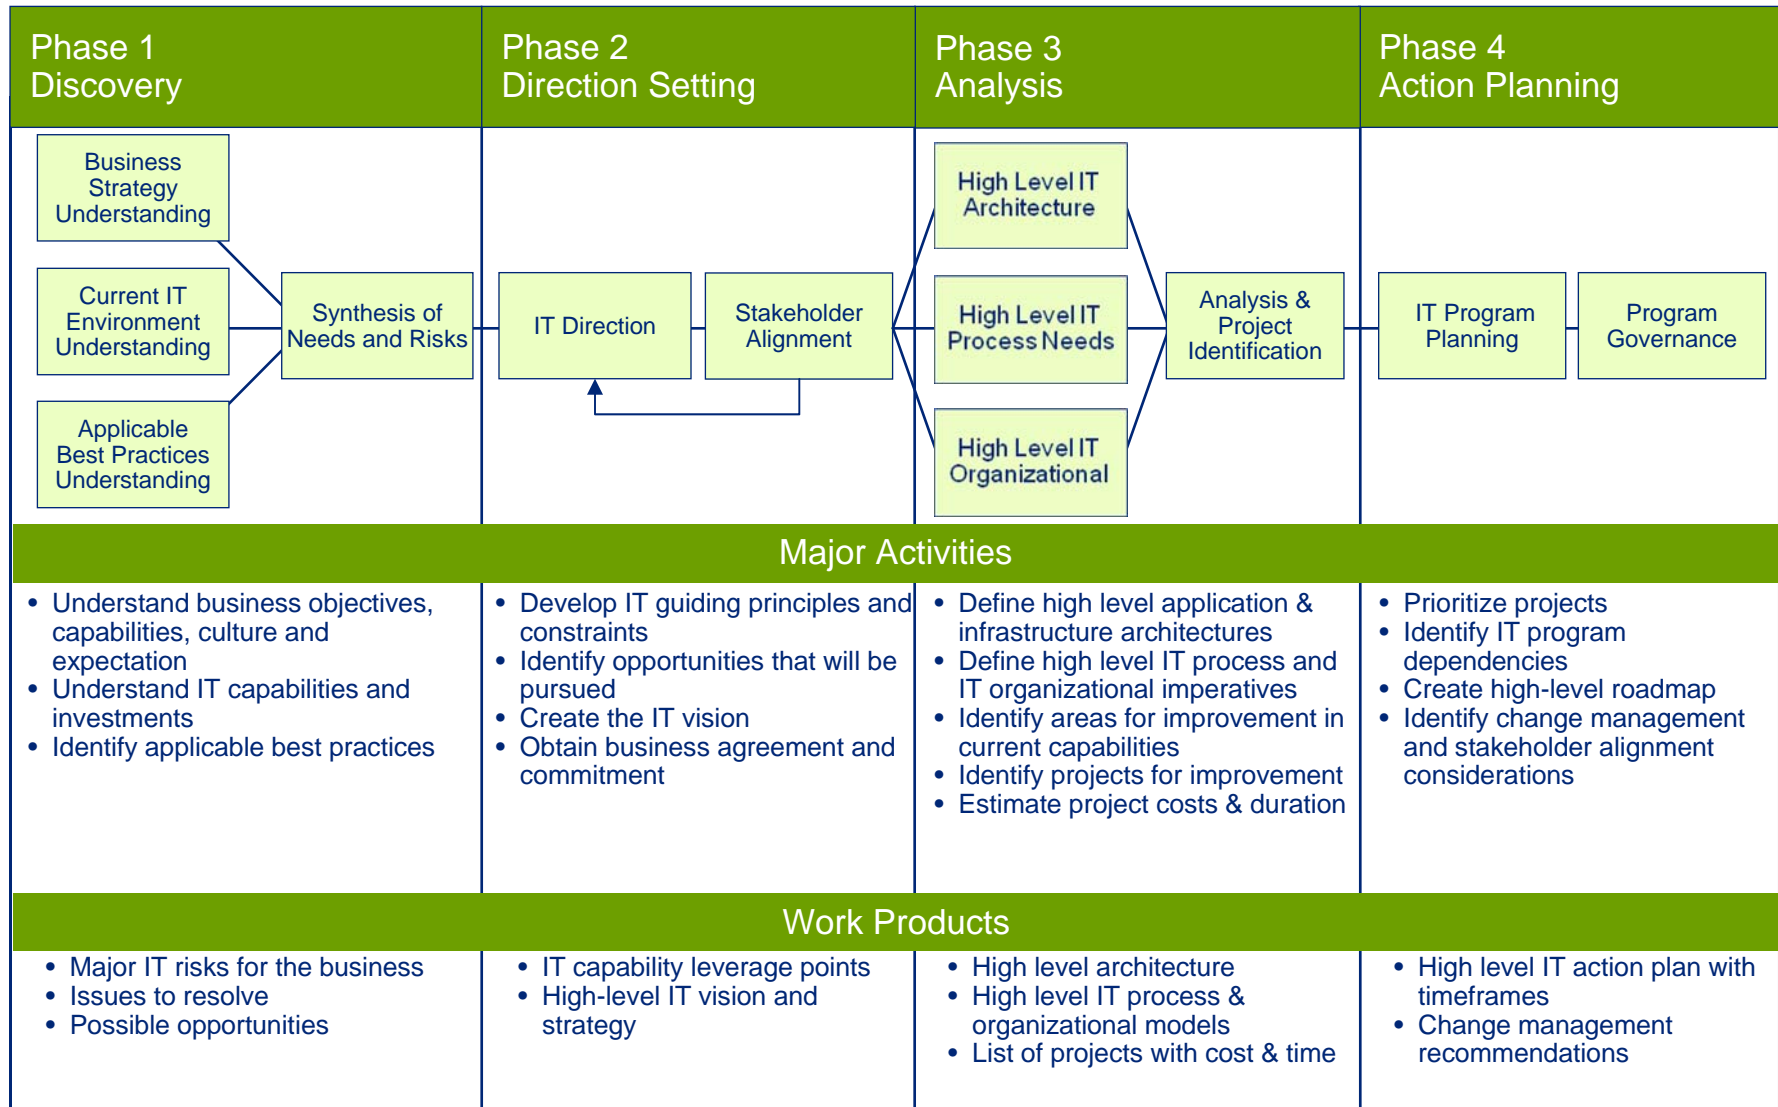 Phase 1
Discovery
Phase 2
Direction Setting
Phase 3
Analysis
Phase 4
Action Planning
Business
Strategy
Understanding
Current IT
Environment
Understanding
Applicable
Best Practices
Understanding
Synthesis of
Needs and Risks
IT Direction
Stakeholder
Alignment
High Level IT
Architecture
High Level IT
Process Needs
High Level IT
Organizational
Analysis &
Project
Identification
IT Program
Planning
Program
Governance
Major Activities
• Understand business objectives,
capabilities, culture and
expectation
• Understand IT capabilities and
investments
• Identify applicable best practices
• Develop IT guiding principles and
constraints
• Identify opportunities that will be
pursued
• Create the IT vision
• Obtain business agreement and
commitment
• Define high level application &
infrastructure architectures
• Define high level IT process and
IT organizational imperatives
• Identify areas for improvement in
current capabilities
• Identify projects for improvement
• Estimate project costs & duration
• Prioritize projects
• Identify IT program
dependencies
• Create high-level roadmap
• Identify change management
and stakeholder alignment
considerations
Work Products
• Major IT risks for the business
• Issues to resolve
• Possible opportunities
• IT capability leverage points
• High-level IT vision and
strategy
• High level architecture
• High level IT process &
organizational models
• List of projects with cost & time
• High level IT action plan with
timeframes
• Change management
recommendations